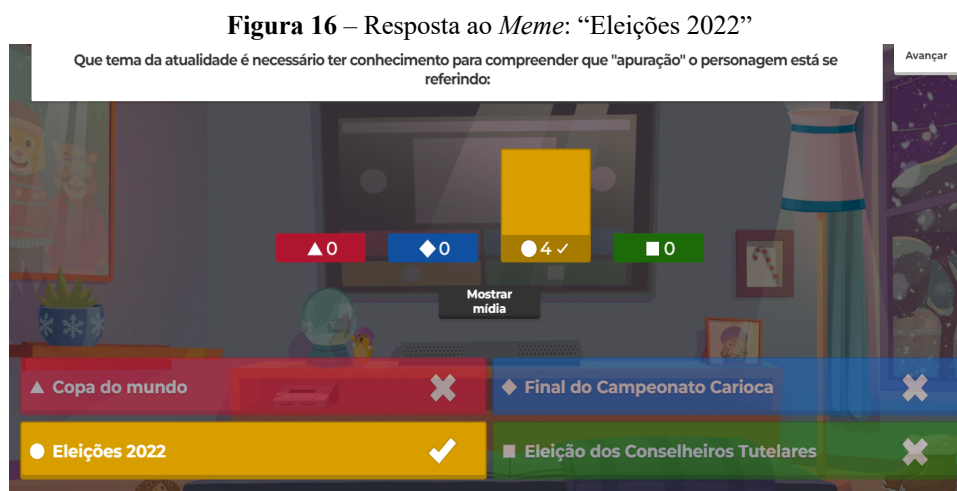 Figura 16 – Resposta ao Meme: “Eleições 2022”
Que tema da atualidade é necessário ter conhecimento para compreender que "apuração" o personagem está se
referindo:
Avançar
0
0
4
0
Mostrar
mídia
Copa do mundo
Final do Campeonato Carioca
Eleições 2022
Eleição dos Conselheiros Tutelares